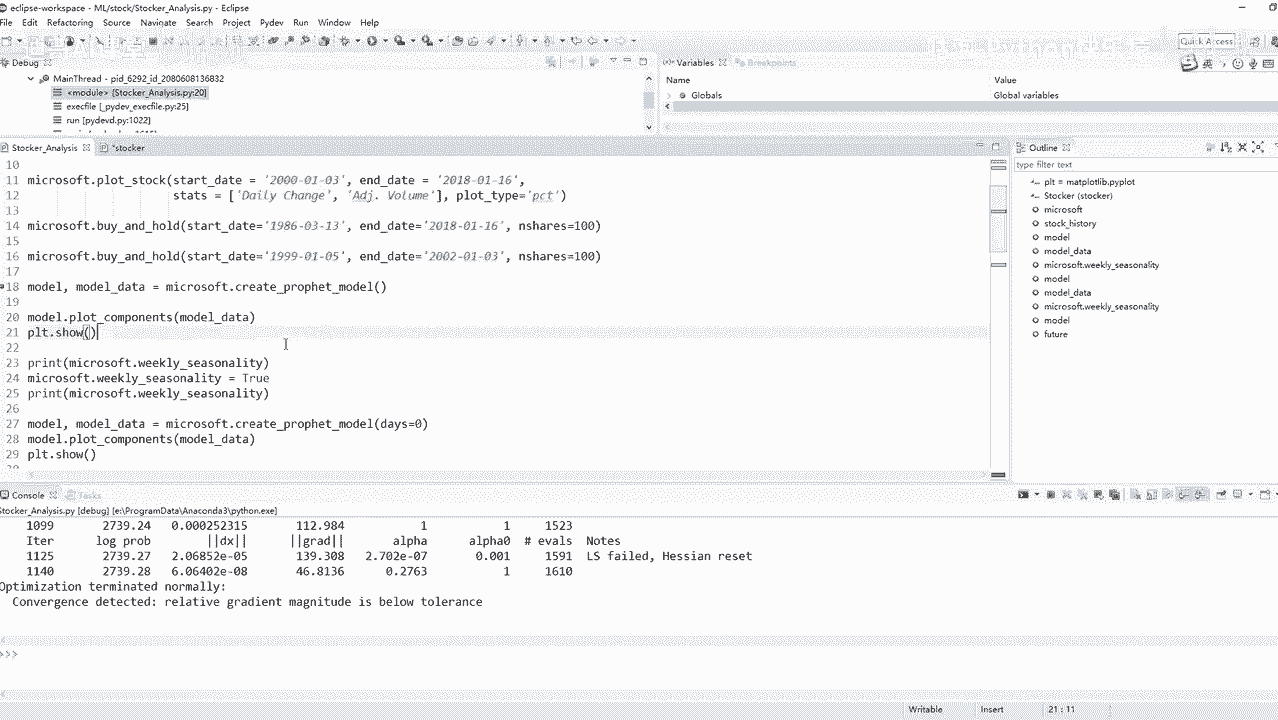 eclipse-workspace - ML/stock/Stocker_Analysis.py - Eclipse
File Edit Refactoring Source Navigate Search Project Pydev Run Window Help
Quick Access
Debug
MainThread - pid_6292_id_2080608136832
<module> [Stocker_Analysis.py:20]
execfile [_pydev_execfile.py:25]
run [pydevd.py:1022]
Variables Breakpoints
Name Value
Globals Global variables
Stocker_Analysis *stocker
10
11 microsoft.plot_stock(start_date = '2000-01-03', end_date = '2018-01-16',
12 stats = ['Daily Change', 'Adj. Volume'], plot_type='pct')
13
14 microsoft.buy_and_hold(start_date='1986-03-13', end_date='2018-01-16', nshares=100)
15
16 microsoft.buy_and_hold(start_date='1999-01-05', end_date='2002-01-03', nshares=100)
17
18 model, model_data = microsoft.create_prophet_model()
19
20 model.plot_components(model_data)
21 plt.show()
22
23 print(microsoft.weekly_seasonality)
24 microsoft.weekly_seasonality = True
25 print(microsoft.weekly_seasonality)
26
27 model, model_data = microsoft.create_prophet_model(days=0)
28 model.plot_components(model_data)
29 plt.show()
Outline
type filter text
plt = matplotlib.pyplot
Stocker (stocker)
microsoft
stock_history
model
model_data
microsoft.weekly_seasonality
model
model_data
microsoft.weekly_seasonality
model
future
Console Tasks
Stocker_Analysis.py [debug] [e:\ProgramData\Anaconda3\python.exe]
1099 2739.24 0.000252315 112.984 1 1 1523
Iter log prob ||dx|| ||grad|| alpha alpha0 # evals Notes
1125 2739.27 2.06852e-05 139.308 2.702e-07 0.001 1591 LS failed, Hessian reset
1140 2739.28 6.06402e-08 46.8136 0.2763 1 1610
Optimization terminated normally:
Convergence detected: relative gradient magnitude is below tolerance
>>>
Writable Insert 21 : 11